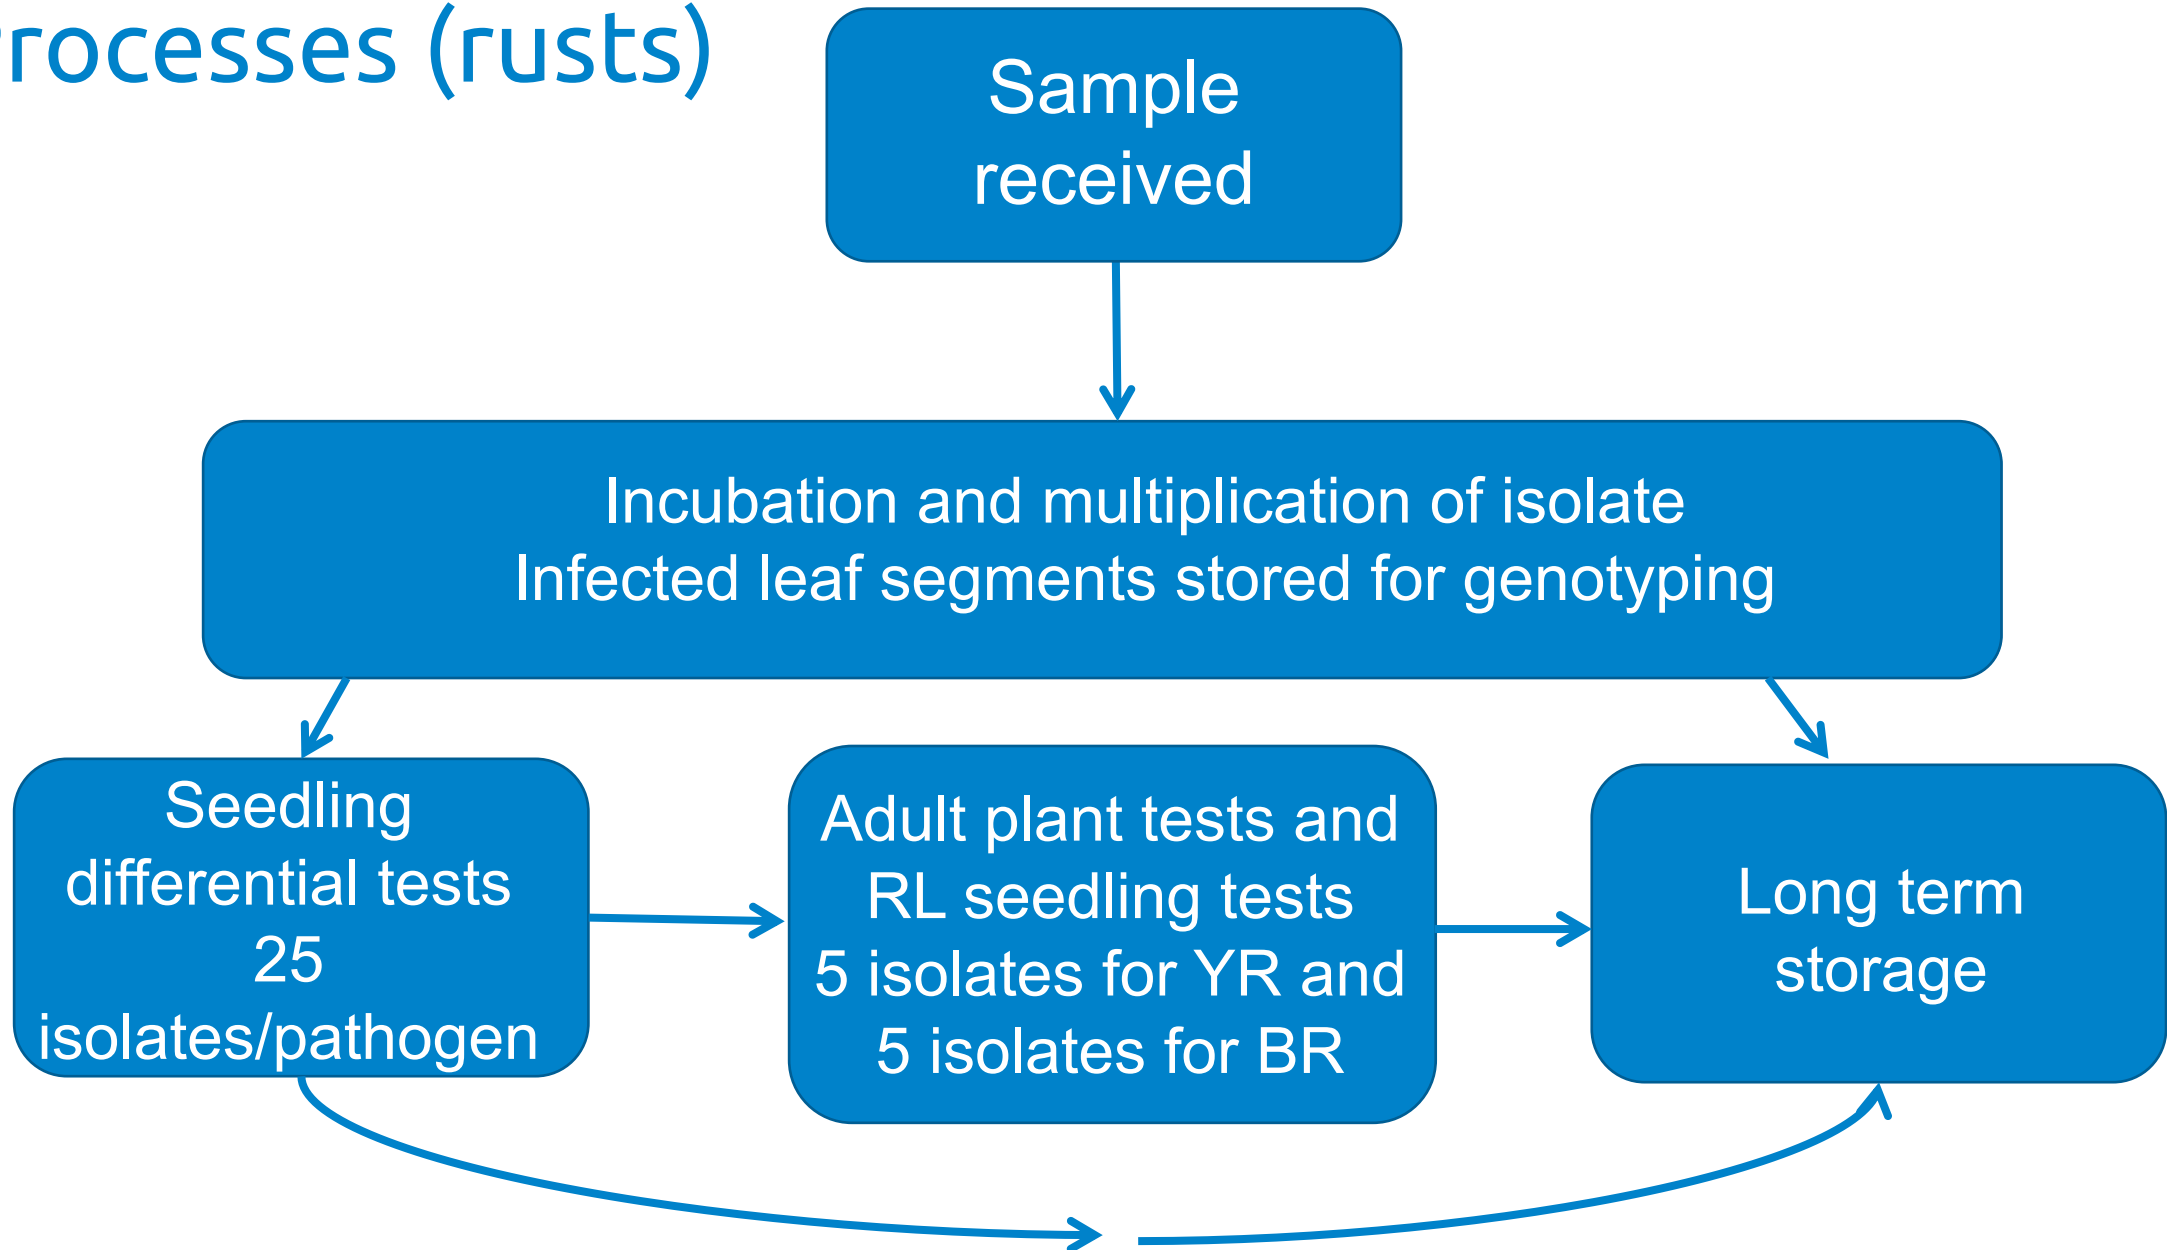 rocesses (rusts)
Sample
received
Incubation and multiplication of isolate
Infected leaf segments stored for genotyping
Seedling
differential tests
25
isolates/pathogen
Adult plant tests and
RL seedling tests
5 isolates for YR and
5 isolates for BR
Long term
storage